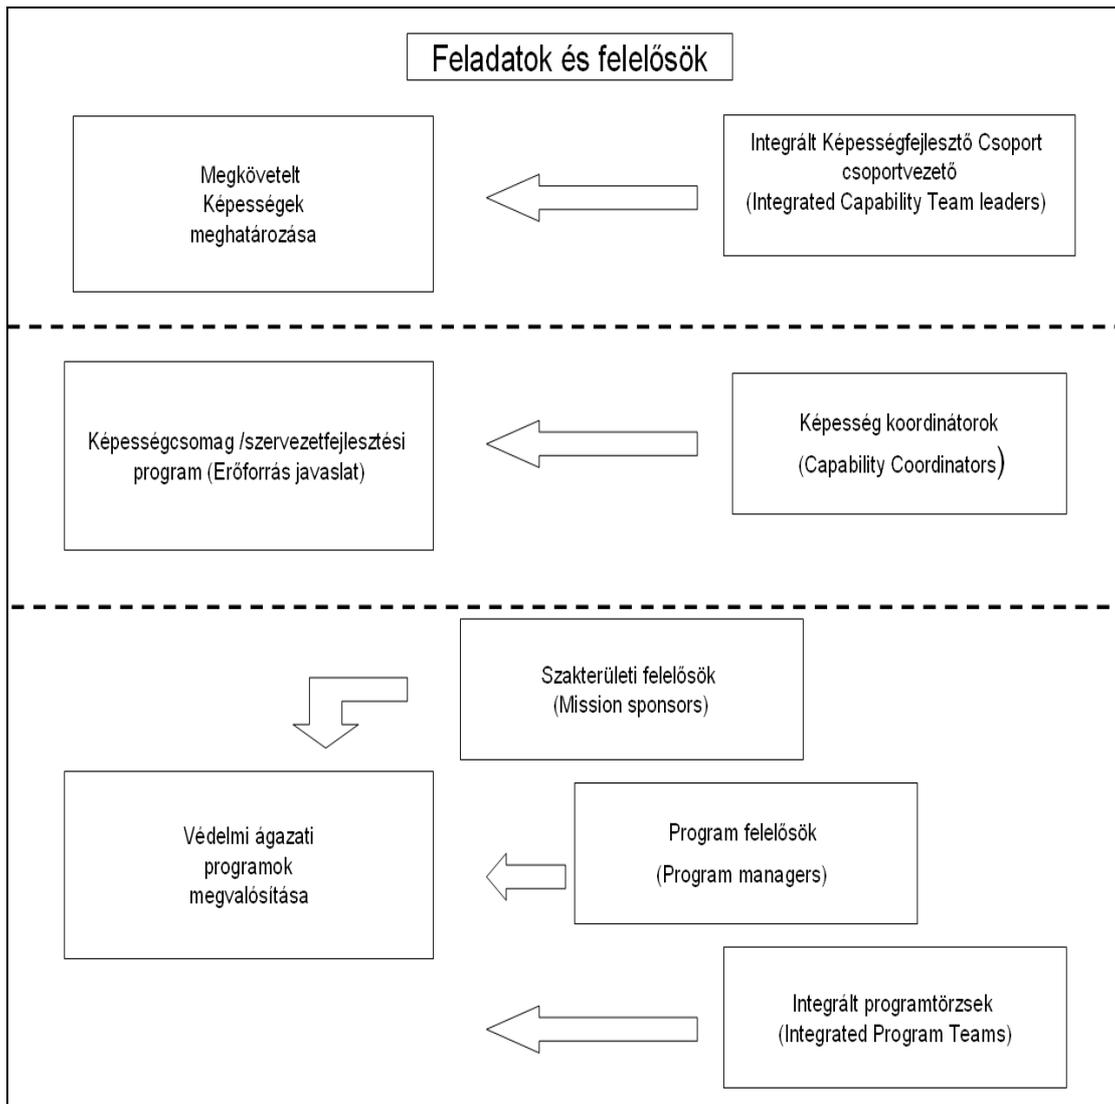 Feladatok és felelősök
Megkövetelt
Képességek
meghatározása
Integrált Képességfejlesztő Csoport
csoportvezető
(Integrated Capability Team leaders)
Képességcsomag /szervezetfejlesztési
program (Erőforrás javaslat)
Képesség koordinátorok
(Capability Coordinators)
Szakterületi felelősök
(Mission sponsors)
Védelmi ágazati
programok
megvalósítása
Program felelősök
(Program managers)
Integrált programtörzsek
(Integrated Program Teams)